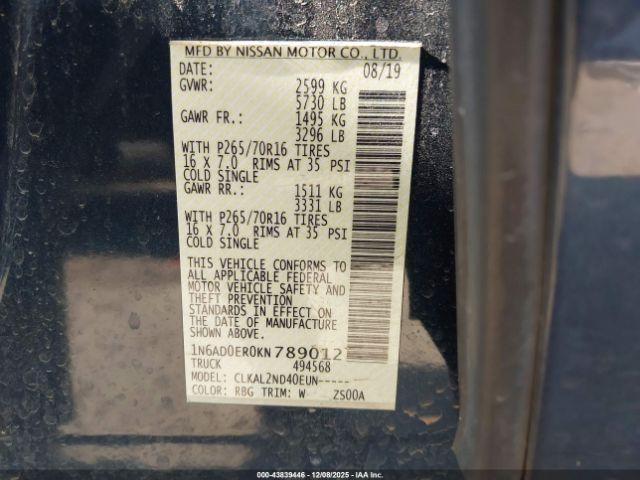 MFD BY NISSAN MOTOR CO., LTD.
DATE: 08/19
GVWR: 2599 KG
5730 LB
GAWR FR.: 1495 KG
3296 LB
WITH P265/70R16 TIRES
16 X 7.0 RIMS AT 35 PSI
COLD SINGLE
GAWR RR.: 1511 KG
3331 LB
WITH P265/70R16 TIRES
16 X 7.0 RIMS AT 35 PSI
COLD SINGLE
THIS VEHICLE CONFORMS TO
ALL APPLICABLE FEDERAL
MOTOR VEHICLE SAFETY AND
THEFT PREVENTION
STANDARDS IN EFFECT ON
THE DATE OF MANUFACTURE
SHOWN ABOVE.
1N6AD0ER0KN789012
TRUCK 494568
MODEL: CLKAL2ND40EUN-----
COLOR: RBG TRIM: W ZS00A
000-43839446 - 12/08/2025 - IAA Inc.